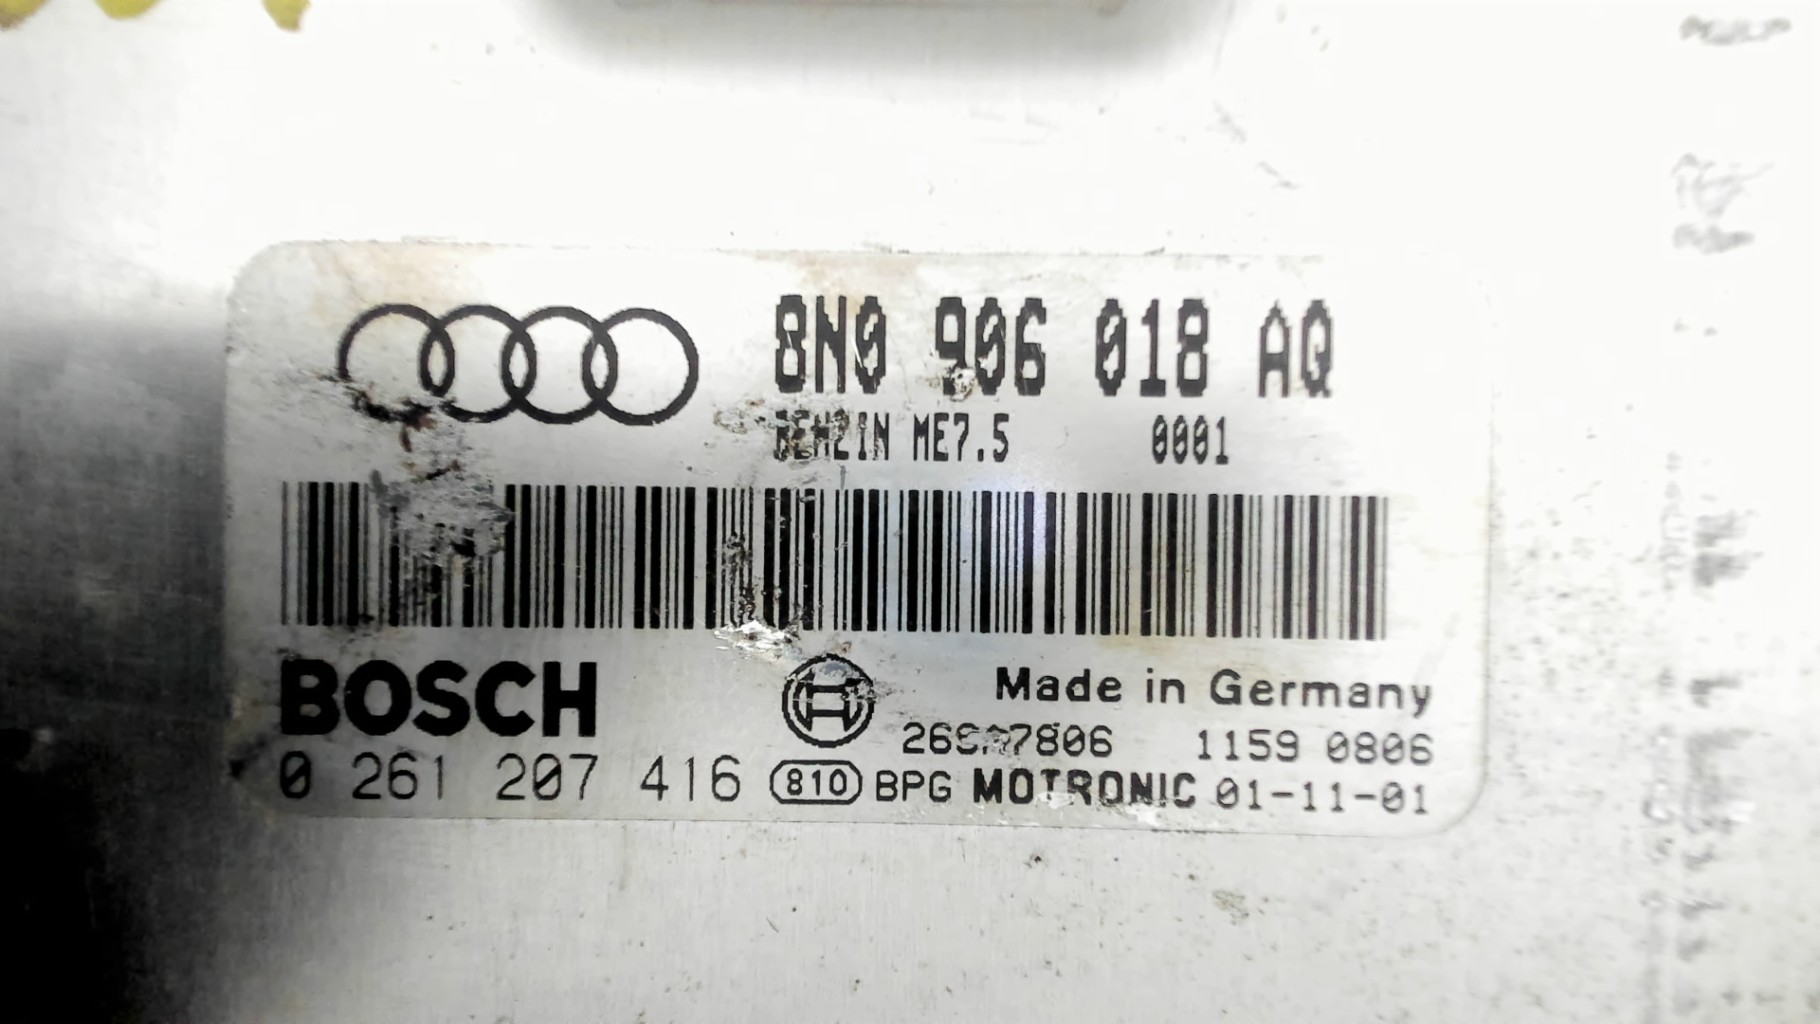 8N0 906 018 AQ
BENZIN ME7.5 0001
BOSCH
Made in Germany
1159 0806
0 261 207 416 810 BPG MOTRONIC 01-11-01